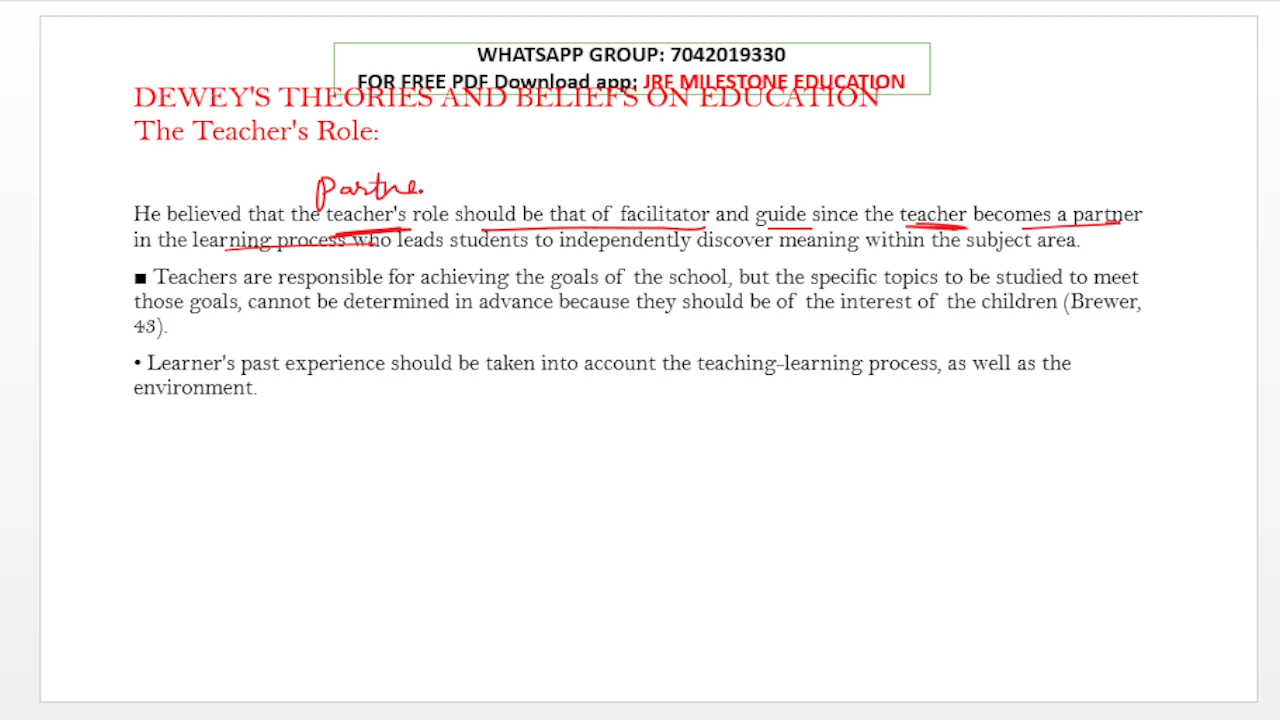 WHATSAPP GROUP: 7042019330
FOR FREE PDF Download app: JRF MILESTONE EDUCATION
DEWEY'S THEORIES AND BELIEFS ON EDUCATION
The Teacher's Role:
Partne.
He believed that the teacher's role should be that of facilitator and guide since the teacher becomes a partner
in the learning process who leads students to independently discover meaning within the subject area.
■ Teachers are responsible for achieving the goals of the school, but the specific topics to be studied to meet
those goals, cannot be determined in advance because they should be of the interest of the children (Brewer,
43).
• Learner's past experience should be taken into account the teaching-learning process, as well as the
environment.